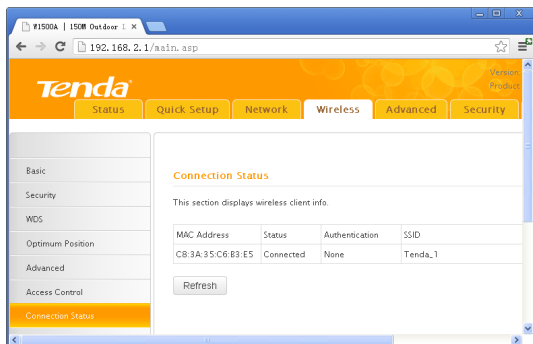 W1500A | 150M Outdoor
192.168.2.1/main.asp
Tenda
Version
Product
Status Quick Setup Network Wireless Advanced Security
Basic
Security
WDS
Optimum Position
Advanced
Access Control
Connection Status
Connection Status
This section displays wireless client info.
MAC Address Status Authentication SSID
C8:3A:35:C6:B3:E5 Connected None Tenda_1
Refresh